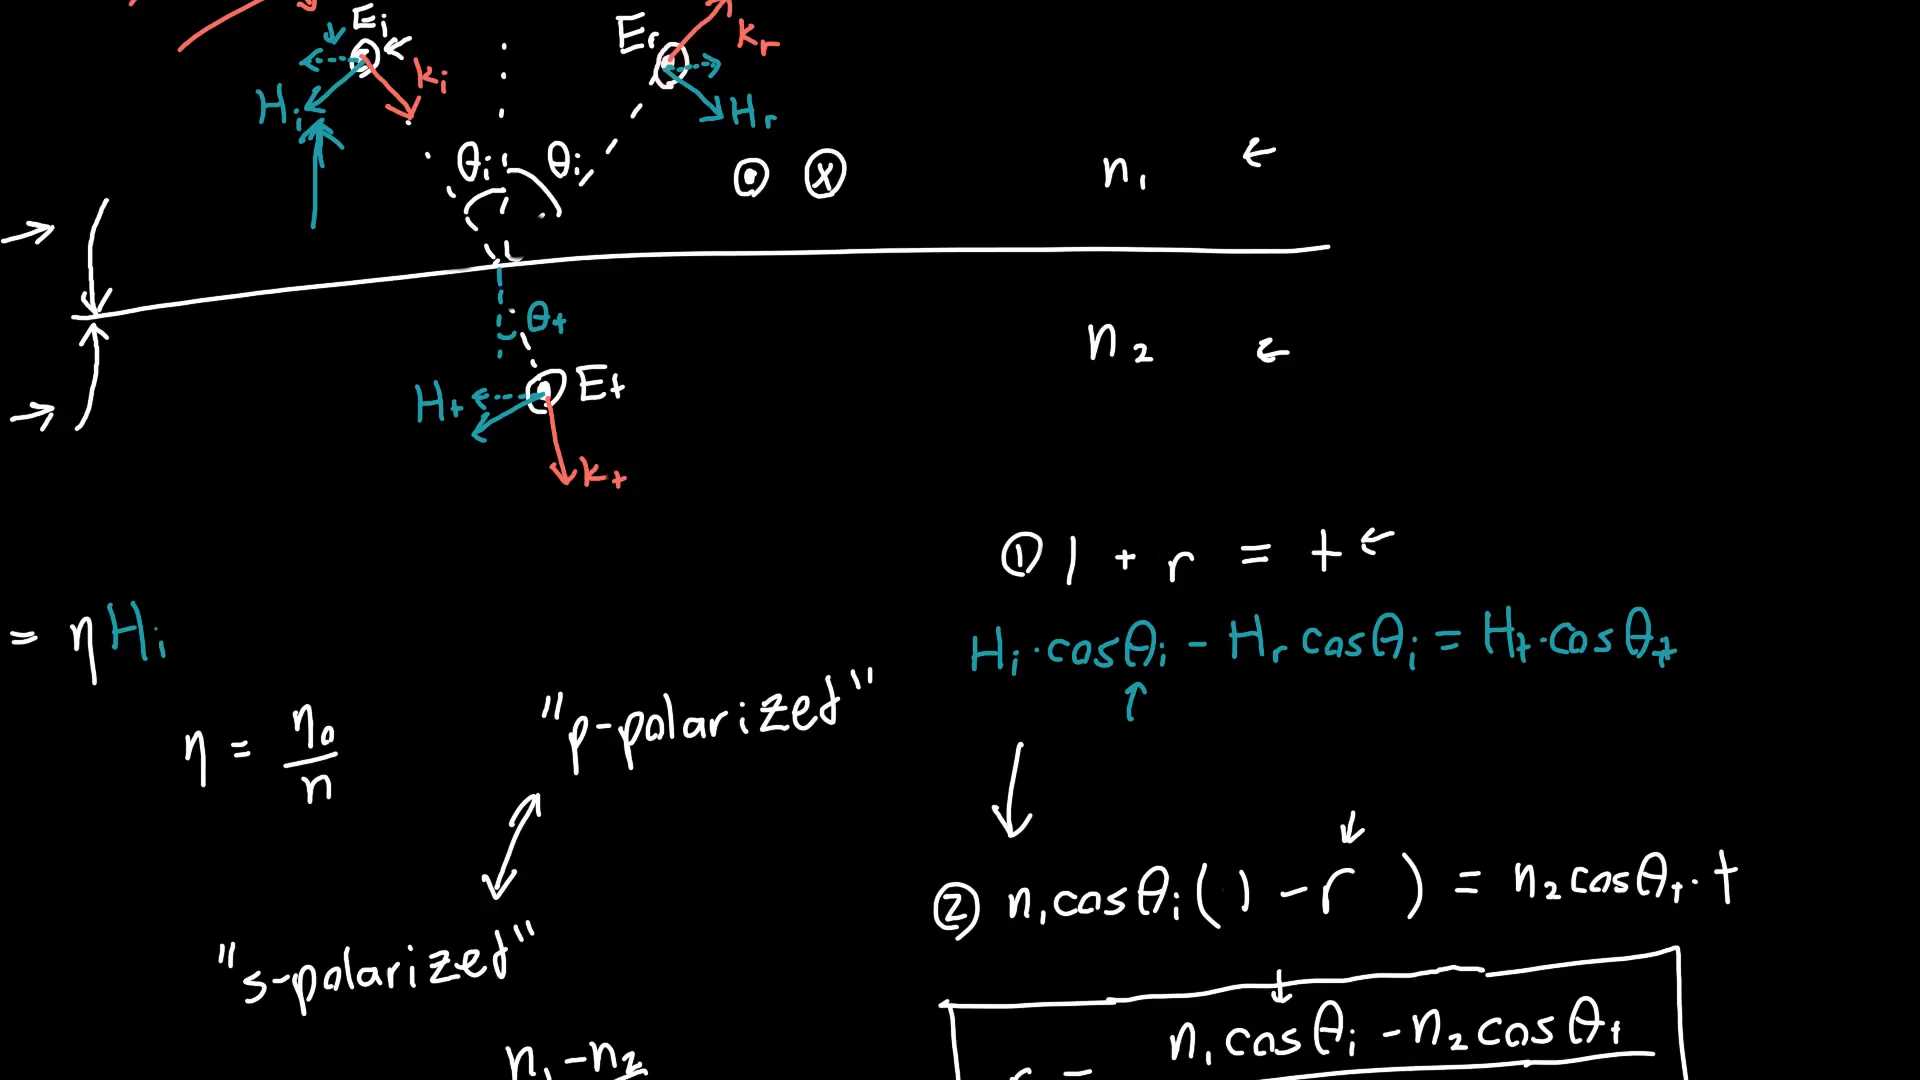 Ei
Er
kr
ki
Hi
Hr
θi θi
n₁
θt
n₂
Ht
Et
kt
① 1 + r = t
= ηHi
Hi·cosθi - Hr cosθi = Ht·cosθt
"p-polarized"
η = η₀/n
② n₁cosθi(1 - r) = n₂cosθt·t
"s-polarized"
n₁cosθi - n₂cosθt
n₁-n₂
r =